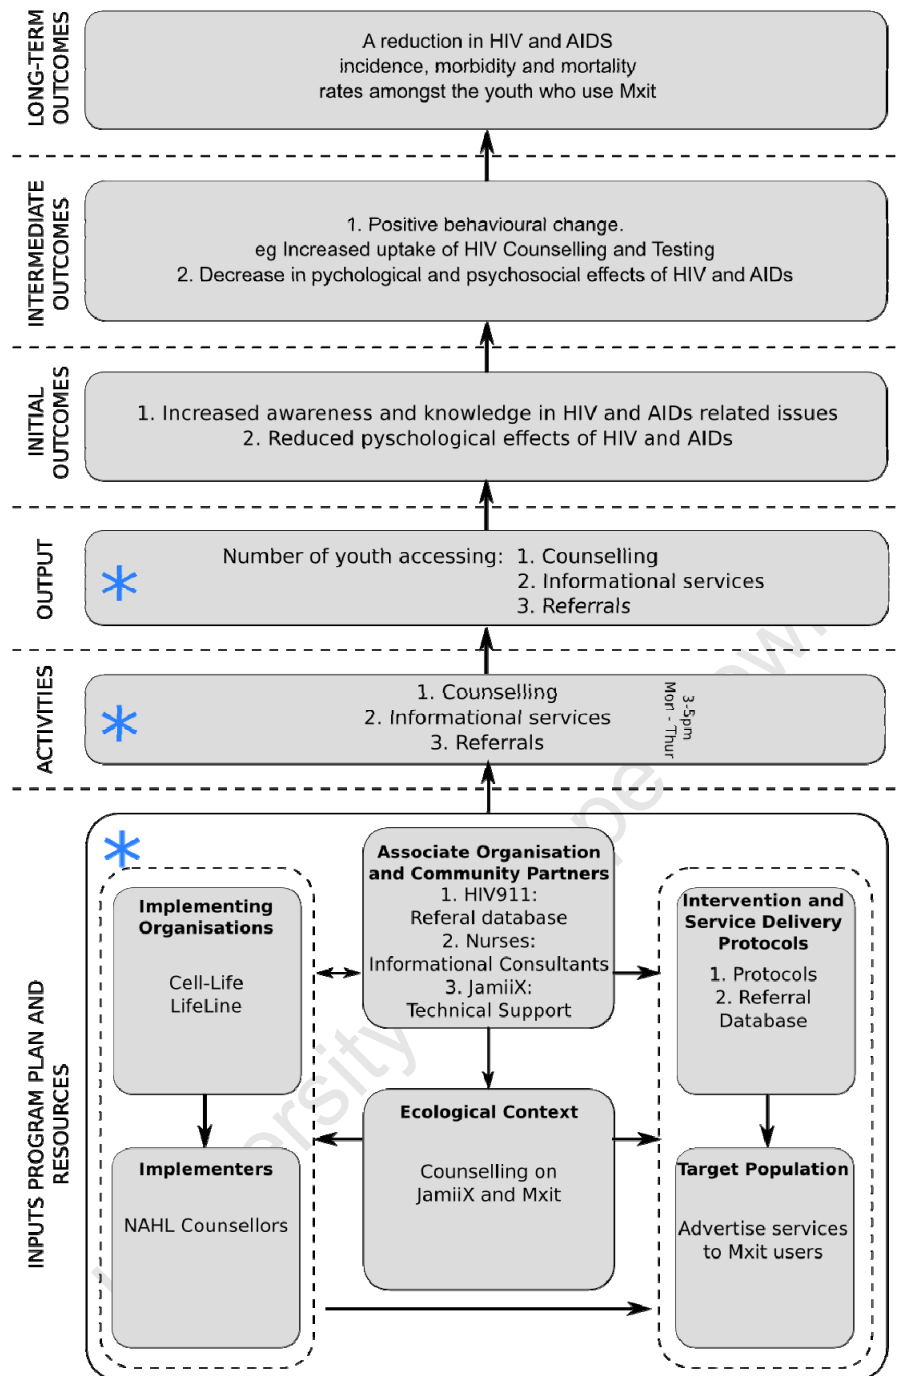 LONG-TERM
OUTCOMES
A reduction in HIV and AIDS
incidence, morbidity and mortality
rates amongst the youth who use Mxit
INTERMEDIATE
OUTCOMES
1. Positive behavioural change.
eg Increased uptake of HIV Counselling and Testing
2. Decrease in pychological and psychosocial effects of HIV and AIDs
INITIAL
OUTCOMES
1. Increased awareness and knowledge in HIV and AIDs related issues
2. Reduced pyschological effects of HIV and AIDs
OUTPUT
Number of youth accessing: 1. Counselling
2. Informational services
3. Referrals
ACTIVITIES
1. Counselling
2. Informational services
3. Referrals
3-5pm
Mon - Thur
INPUTS PROGRAM PLAN AND
RESOURCES
Implementing
Organisations
Cell-Life
LifeLine
Associate Organisation
and Community Partners
1. HIV911:
Referal database
2. Nurses:
Informational Consultants
3. JamiiX:
Technical Support
Intervention and
Service Delivery
Protocols
1. Protocols
2. Referral
Database
Implementers
NAHL Counsellors
Ecological Context
Counselling on
JamiiX and Mxit
Target Population
Advertise services
to Mxit users